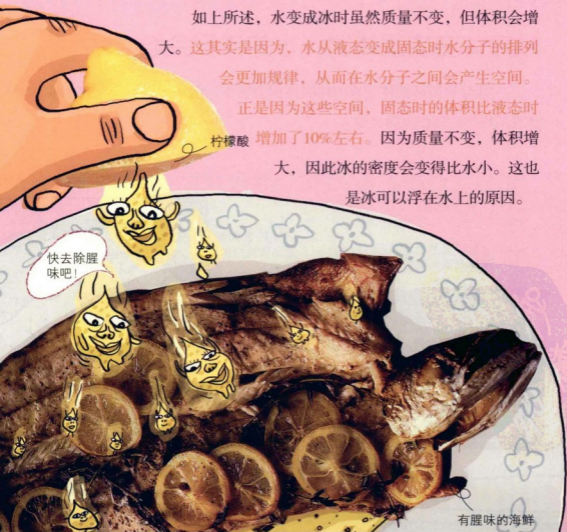 如上所述，水变成冰时虽然质量不变，但体积会增
大。这其实是因为，水从液态变成固态时水分子的排列
会更加规律，从而在水分子之间会产生空间。
正是因为这些空间，固态时的体积比液态时
增加了10%左右。因为质量不变，体积增
大，因此冰的密度会变得比水小。这也
是冰可以浮在水上的原因。
柠檬酸
快去除腥
味吧！
有腥味的海鲜